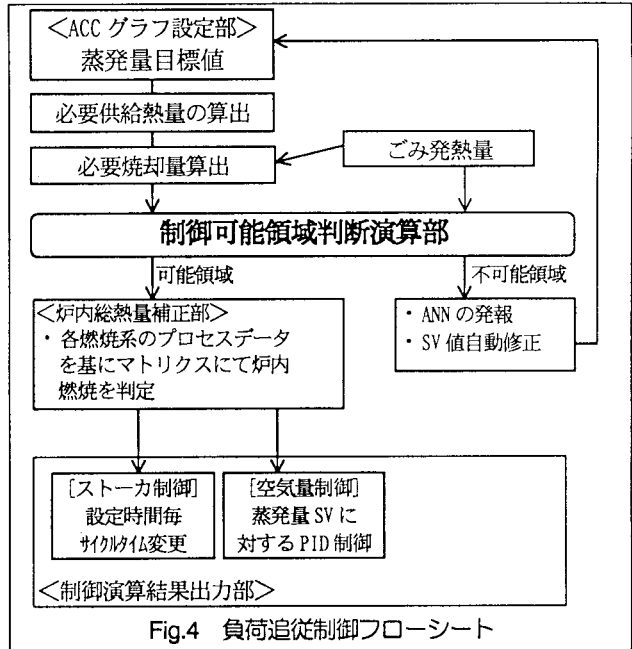 ＜ACC グラフ設定部＞
蒸発量目標値
必要供給熱量の算出
必要焼却量算出
ごみ発熱量
制御可能領域判断演算部
可能領域
不可能領域
＜炉内総熱量補正部＞
・各燃焼系のプロセスデータ
を基にマトリクスにて炉内
燃焼を判定
・ANN の発報
・SV 値自動修正
[ストーカ制御]
設定時間毎
ｻｲｸﾙﾀｲﾑ変更
[空気量制御]
蒸発量 SV に
対する PID 制御
＜制御演算結果出力部＞
Fig.4 負荷追従制御フローシート